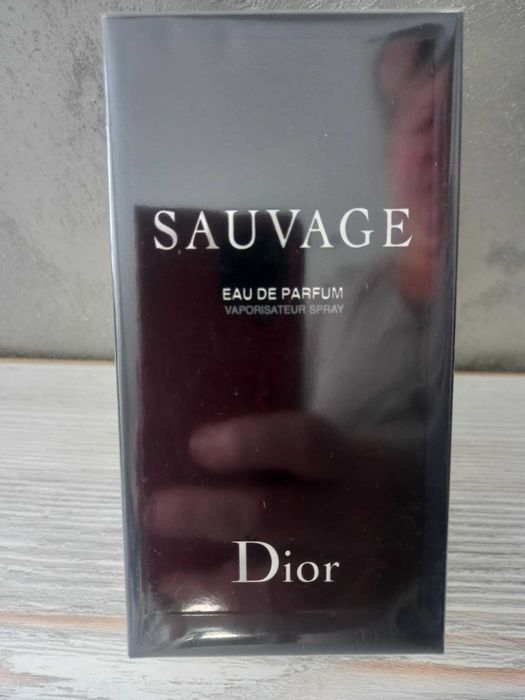 SAUVAGE
EAU DE PARFUM
VAPORISATEUR SPRAY
Dior